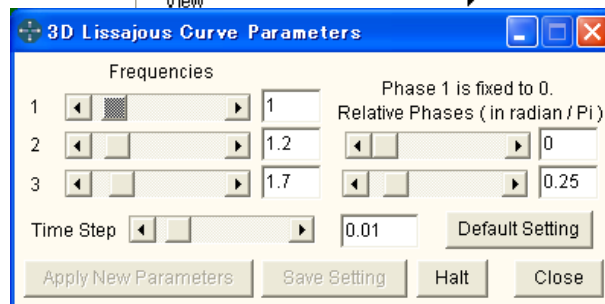 View
3D Lissajous Curve Parameters
Frequencies
Phase 1 is fixed to 0.
Relative Phases ( in radian / Pi )
1 1
2 1.2 0
3 1.7 0.25
Time Step 0.01 Default Setting
Apply New Parameters Save Setting Halt Close